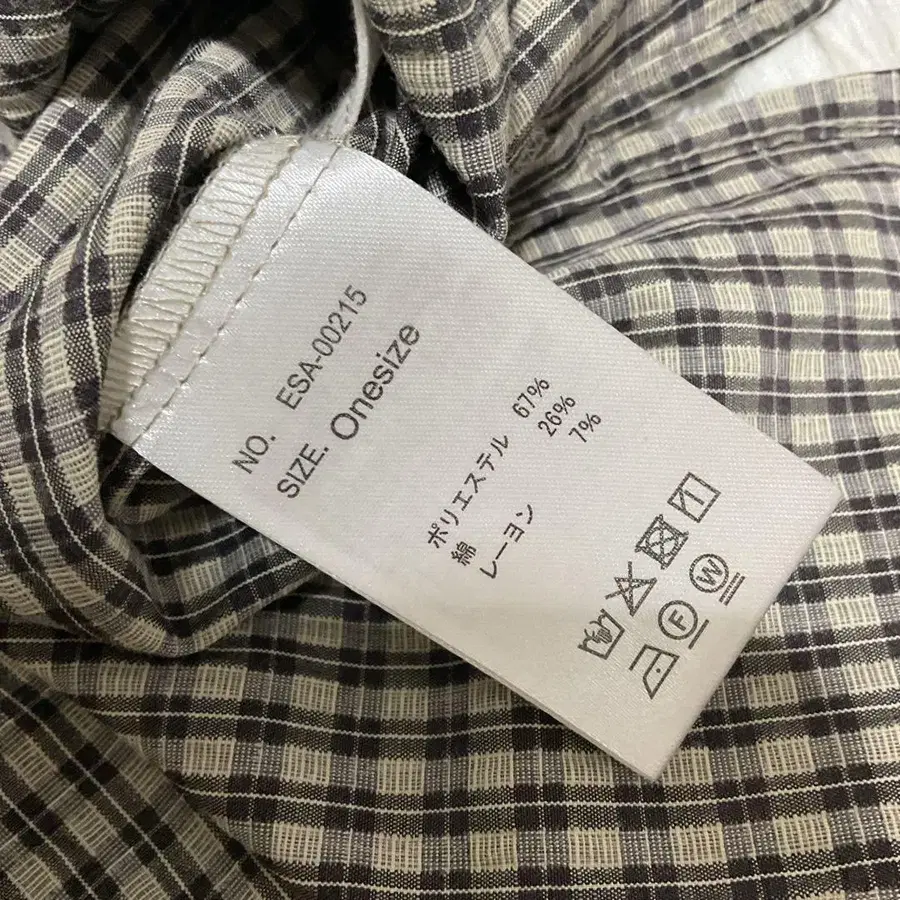 NO. ESA-00215
SIZE. Onesize
ポリエステル 67%
綿 26%
レーヨン 7%
F W